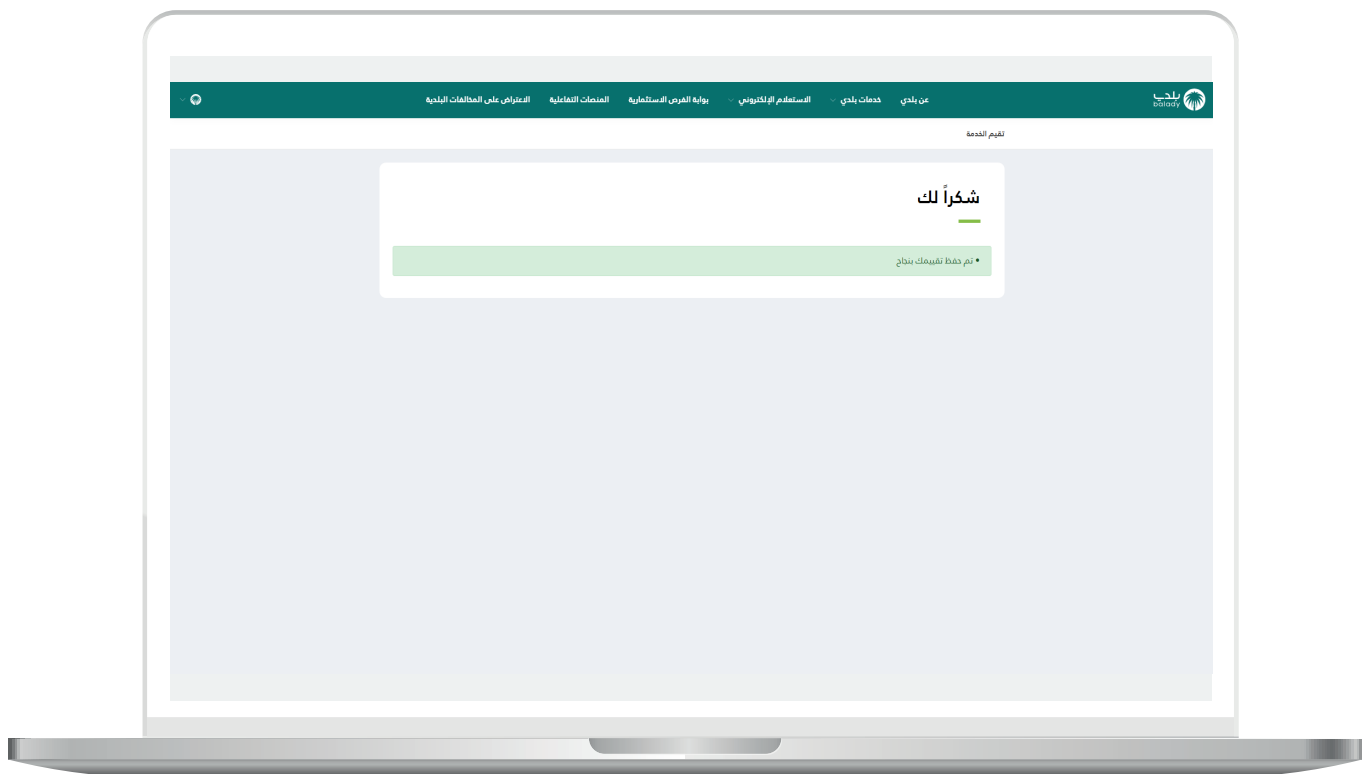 بلدي
balady
عن بلدي خدمات بلدي الاستعلام الإلكتروني بوابة الفرص الاستثمارية المنصات التفاعلية الاعتراض على المخالفات البلدية
تقيم الخدمة
شكراً لك
• تم حفظ تقييمك بنجاح